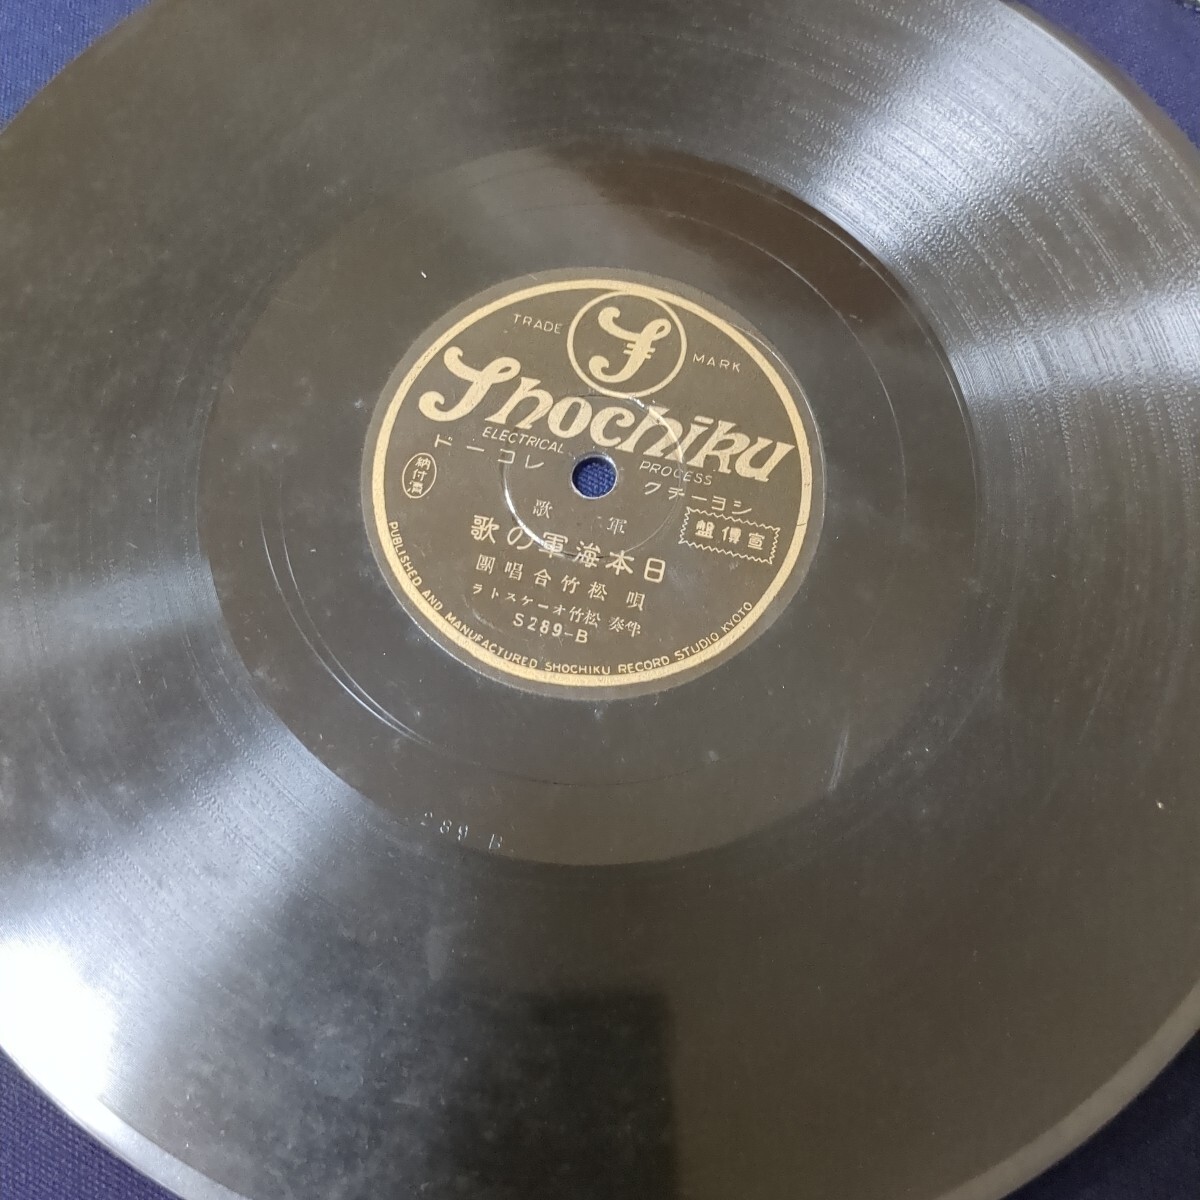 TRADE MARK
Shochiku
ELECTRICAL PROCESS
シヨーチク レコード
納付済
宣傳盤
軍歌
日本海軍の歌
唄 松竹合唱團
伴奏 松竹オーケストラ
S289-B
PUBLISHED AND MANUFACTURED SHOCHIKU RECORD STUDIO KYOTO
289 B